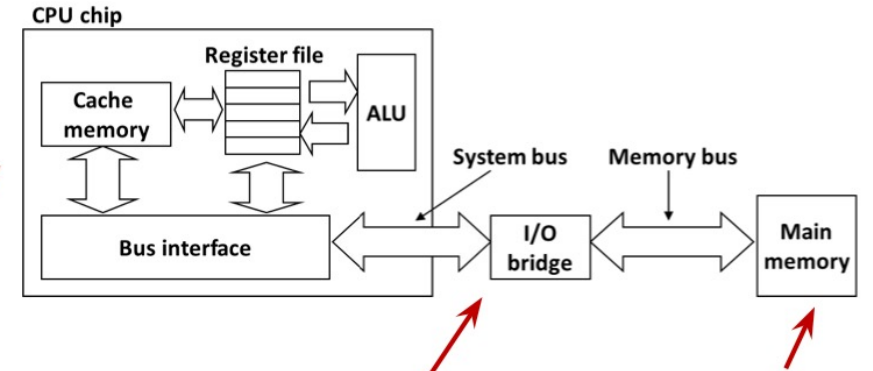 CPU chip
Register file
Cache
memory
ALU
System bus
Memory bus
Bus interface
I/O
bridge
Main
memory